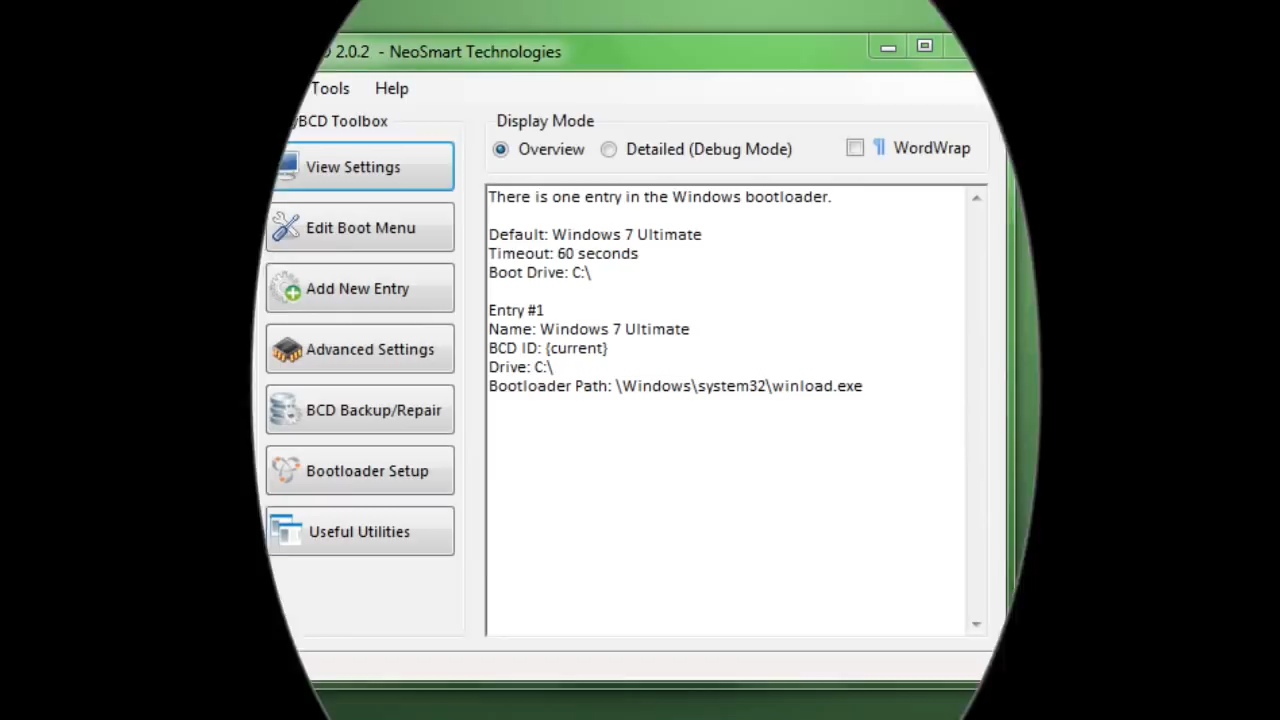 2.0.2 - NeoSmart Technologies
Tools Help
BCD Toolbox
Display Mode
Overview Detailed (Debug Mode) WordWrap
View Settings
Edit Boot Menu
Add New Entry
Advanced Settings
BCD Backup/Repair
Bootloader Setup
Useful Utilities
There is one entry in the Windows bootloader.
Default: Windows 7 Ultimate
Timeout: 60 seconds
Boot Drive: C:\
Entry #1
Name: Windows 7 Ultimate
BCD ID: {current}
Drive: C:\
Bootloader Path: \Windows\system32\winload.exe